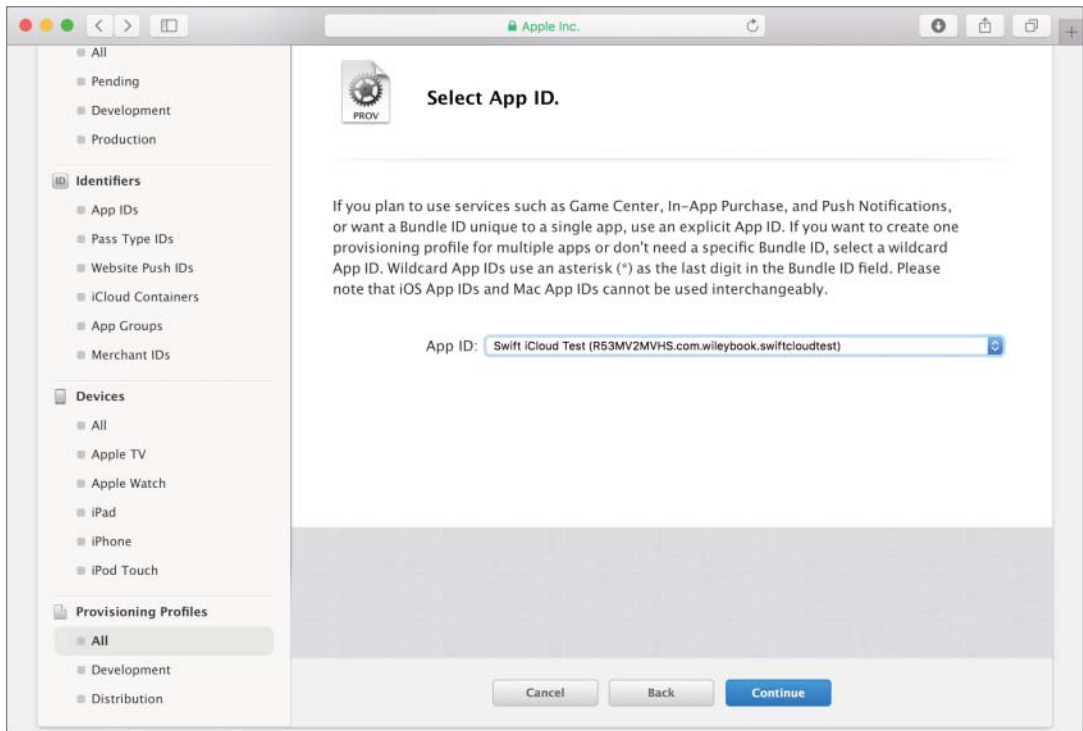 Apple Inc.
All
Pending
Development
Production
ID Identifiers
App IDs
Pass Type IDs
Website Push IDs
iCloud Containers
App Groups
Merchant IDs
Devices
All
Apple TV
Apple Watch
iPad
iPhone
iPod Touch
Provisioning Profiles
All
Development
Distribution
PROV
Select App ID.
If you plan to use services such as Game Center, In-App Purchase, and Push Notifications,
or want a Bundle ID unique to a single app, use an explicit App ID. If you want to create one
provisioning profile for multiple apps or don't need a specific Bundle ID, select a wildcard
App ID. Wildcard App IDs use an asterisk (*) as the last digit in the Bundle ID field. Please
note that iOS App IDs and Mac App IDs cannot be used interchangeably.
App ID: Swift iCloud Test (R53MV2MVHS.com.wileybook.swiftcloudtest)
Cancel Back Continue